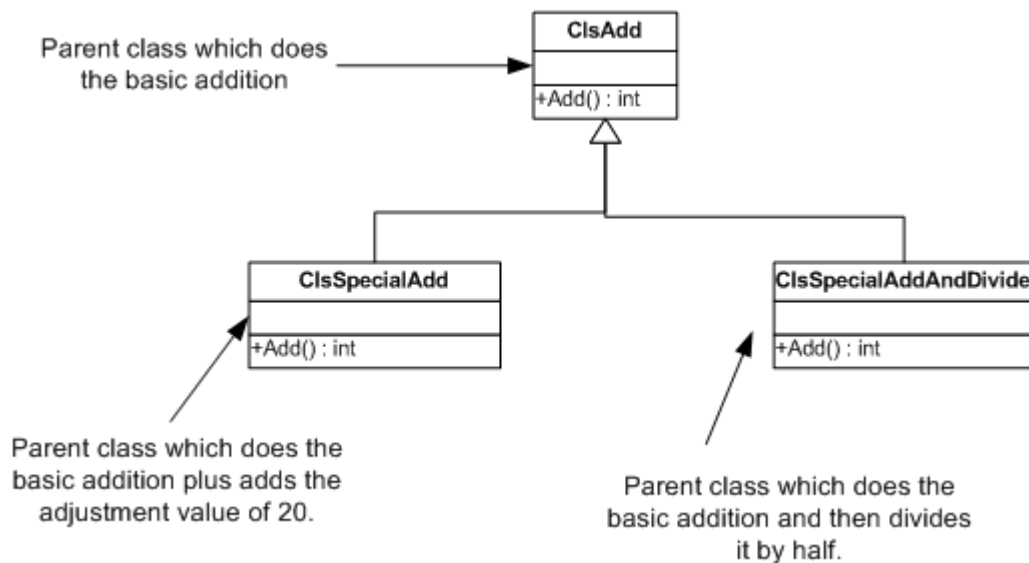 ClsAdd
Parent class which does
the basic addition
+Add() : int
ClsSpecialAdd
+Add() : int
ClsSpecialAddAndDivide
+Add() : int
Parent class which does the
basic addition plus adds the
adjustment value of 20.
Parent class which does the
basic addition and then divides
it by half.